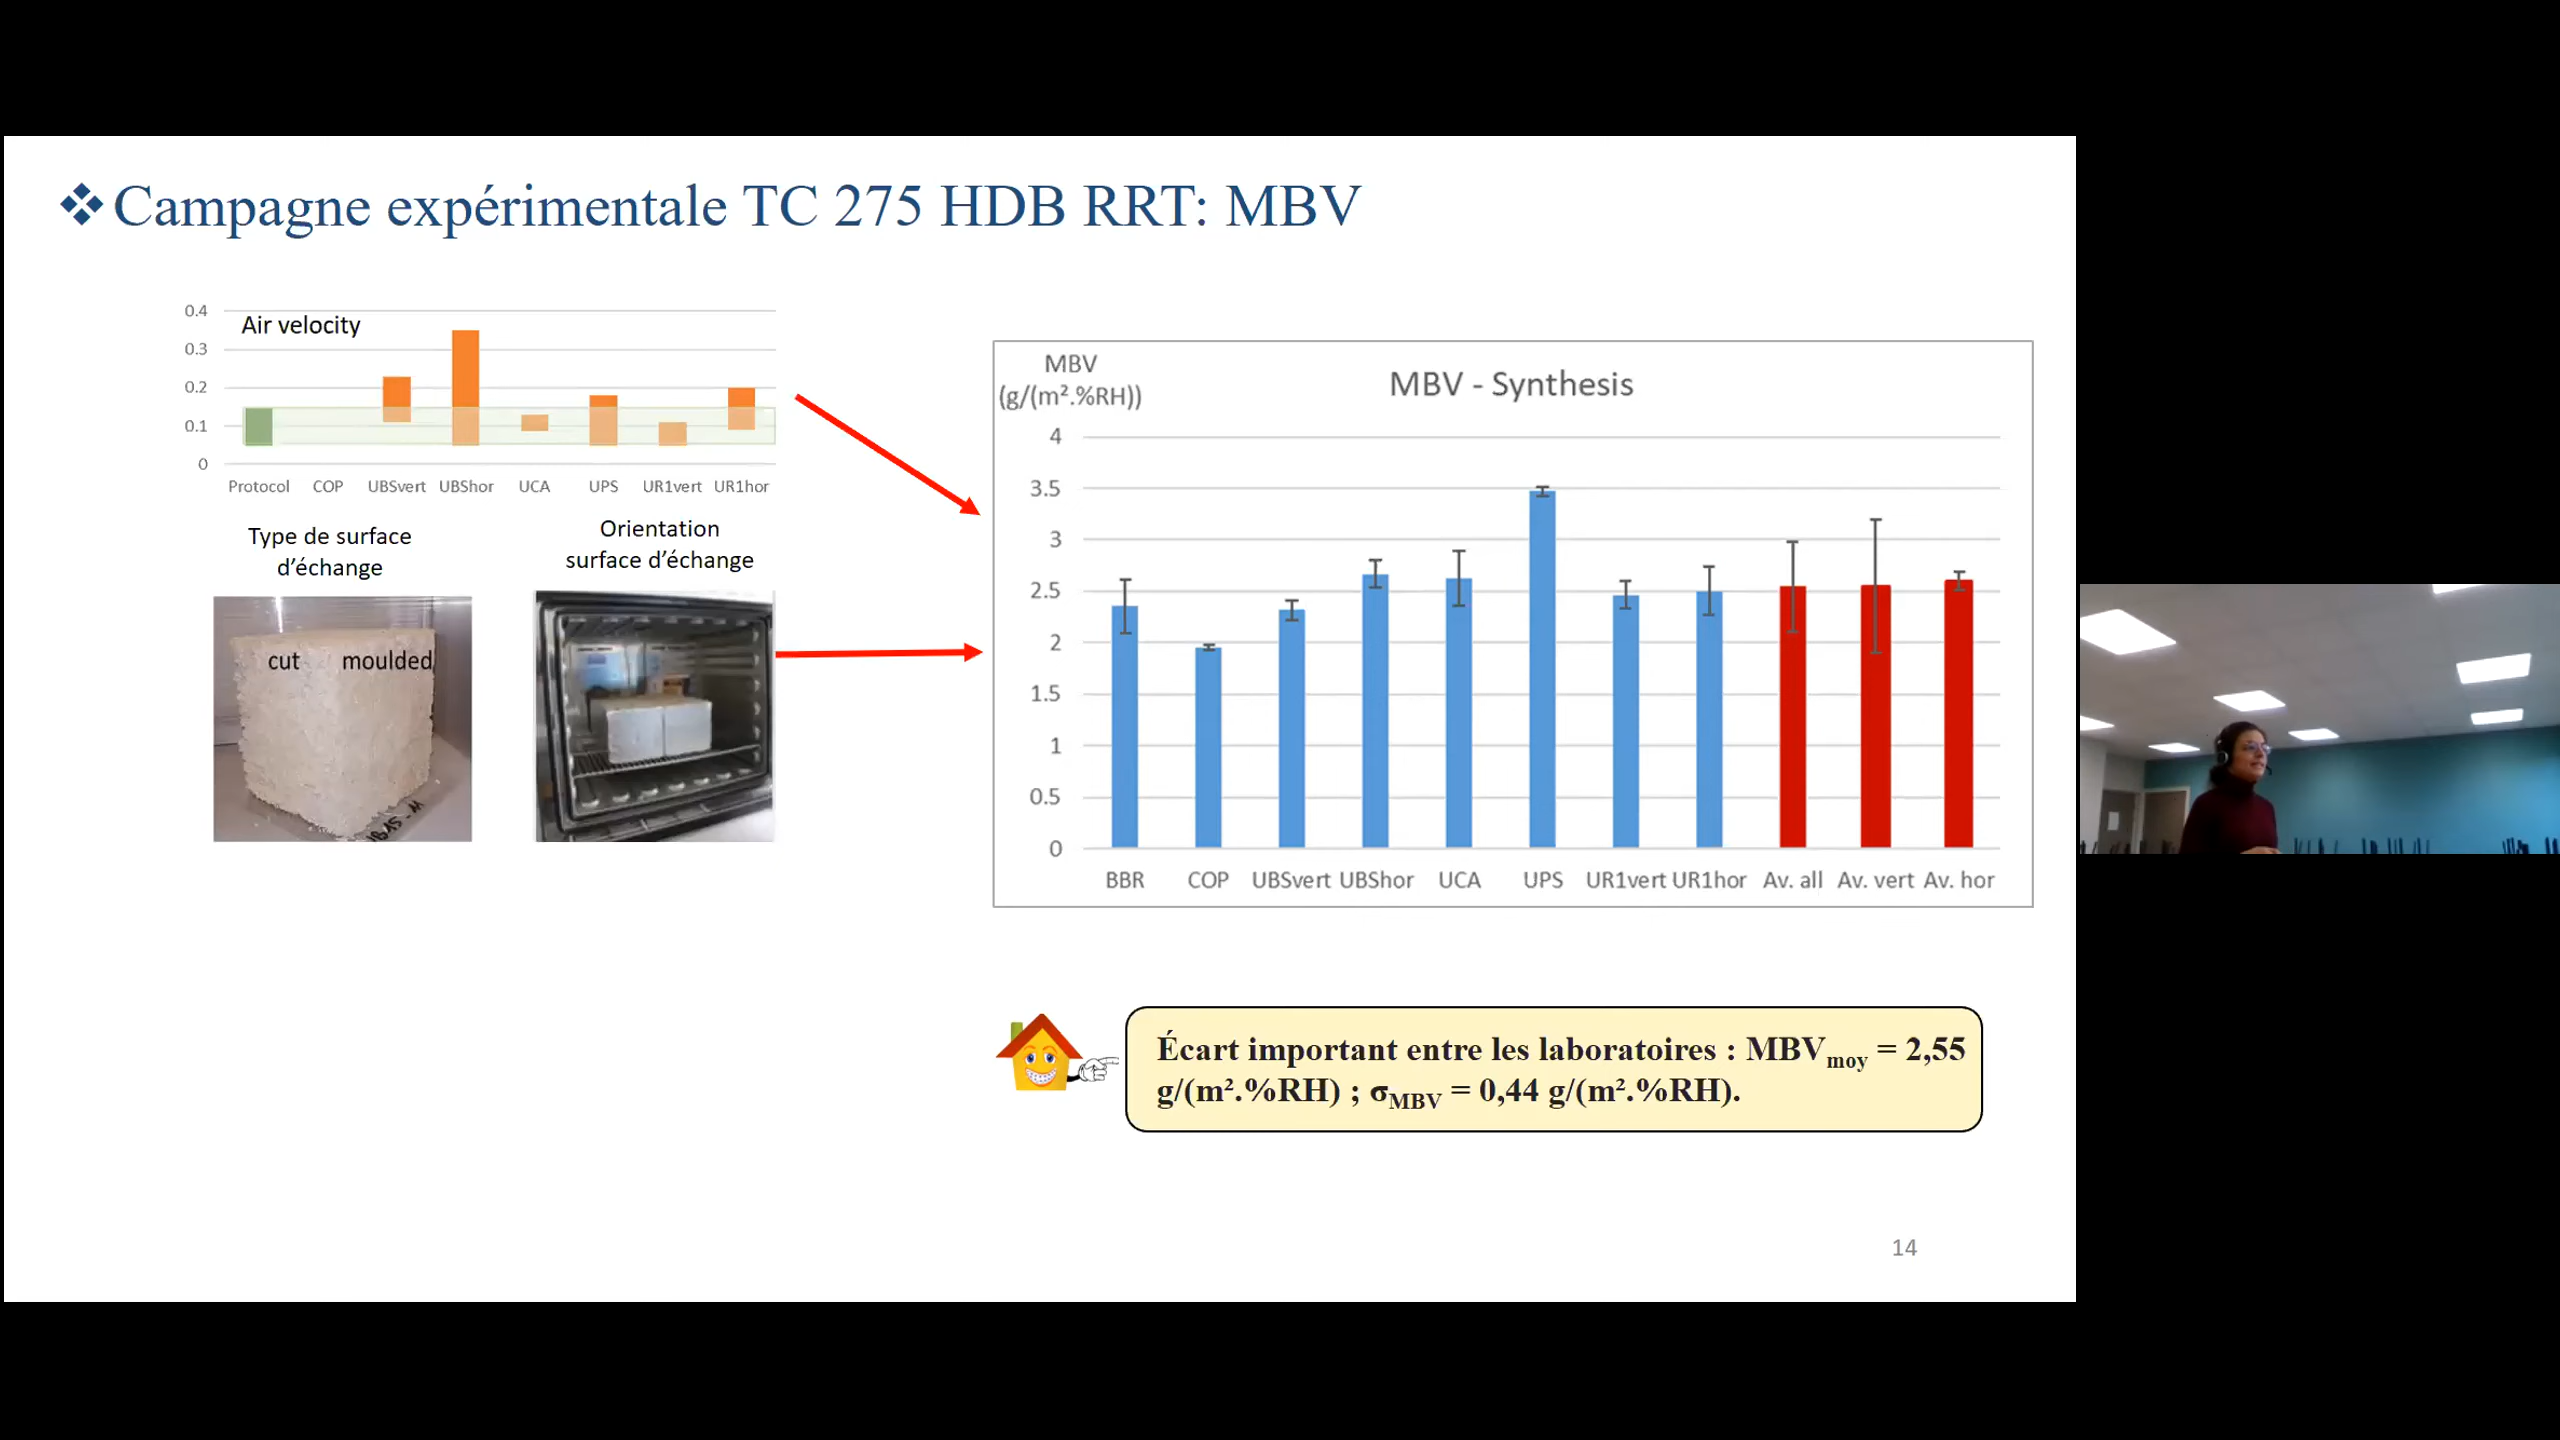 ❖Campagne expérimentale TC 275 HDB RRT: MBV
Air velocity
0.4
0.3
0.2
0.1
0
Protocol COP UBSvert UBShor UCA UPS UR1vert UR1hor
Type de surface
d’échange
Orientation
surface d’échange
cut moulded
MBV
(g/(m².%RH))
MBV - Synthesis
4
3.5
3
2.5
2
1.5
1
0.5
0
BBR COP UBSvert UBShor UCA UPS UR1vert UR1hor Av. all Av. vert Av. hor
Écart important entre les laboratoires : MBVmoy = 2,55
g/(m².%RH) ; σMBV = 0,44 g/(m².%RH).
14